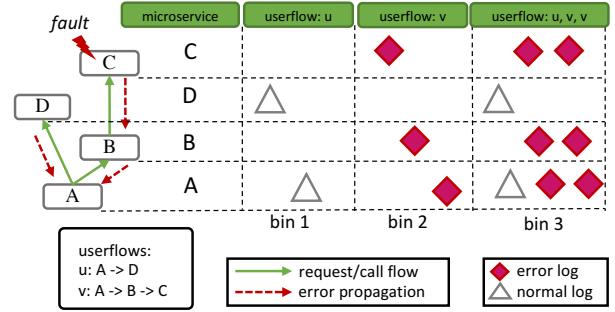 fault
microservice
userflow: u
userflow: v
userflow: u, v, v
C
C
D
D
B
B
A
A
bin 1
bin 2
bin 3
userflows:
u: A -> D
v: A -> B -> C
request/call flow
error propagation
error log
normal log